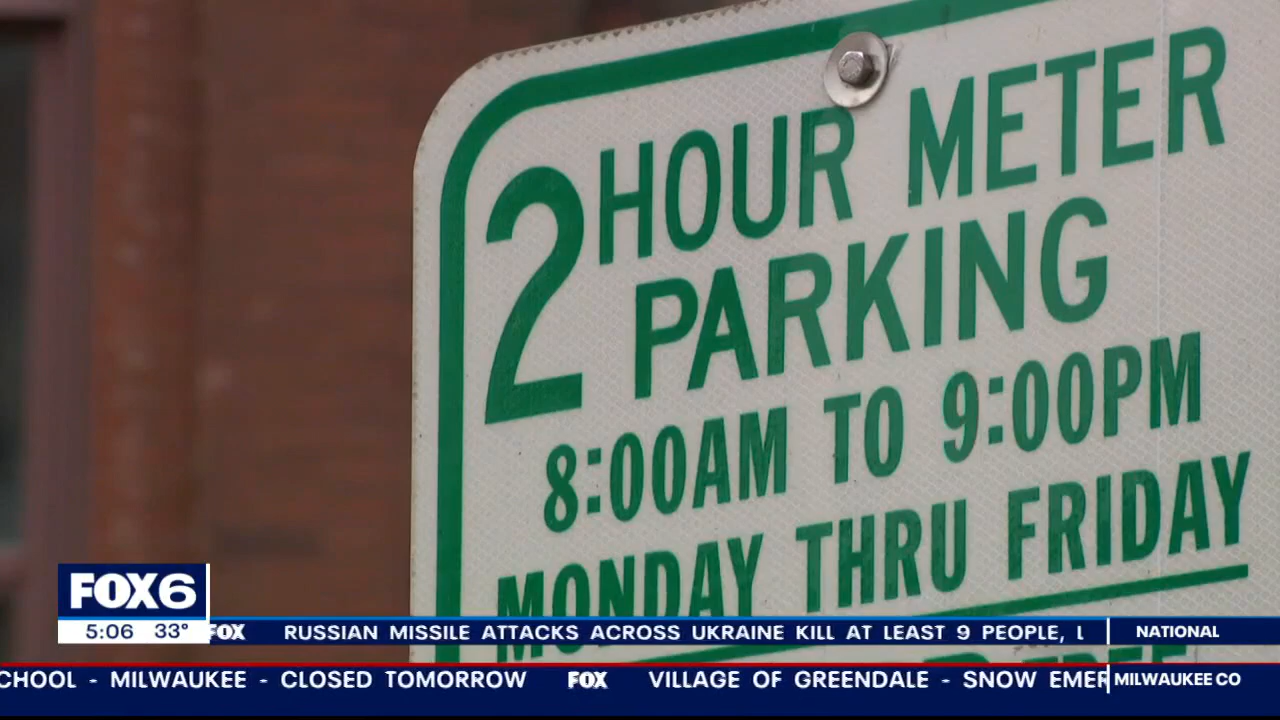 2 HOUR METER
PARKING
8:00AM TO 9:00PM
MONDAY THRU FRIDAY
FREE
FOX6
5:06 33°
FOX RUSSIAN MISSILE ATTACKS ACROSS UKRAINE KILL AT LEAST 9 PEOPLE, NATIONAL
CHOOL - MILWAUKEE - CLOSED TOMORROW FOX VILLAGE OF GREENDALE - SNOW EMER MILWAUKEE CO